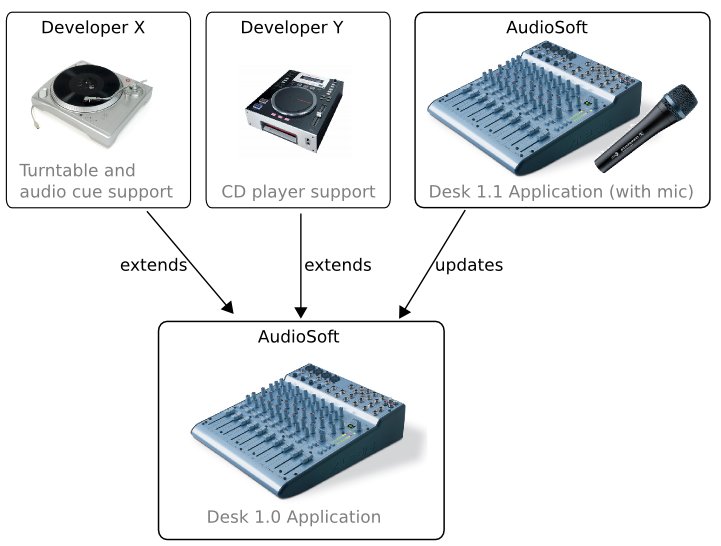 Developer X
Turntable and
audio cue support
Developer Y
CD player support
AudioSoft
Desk 1.1 Application (with mic)
extends
extends
updates
AudioSoft
Desk 1.0 Application